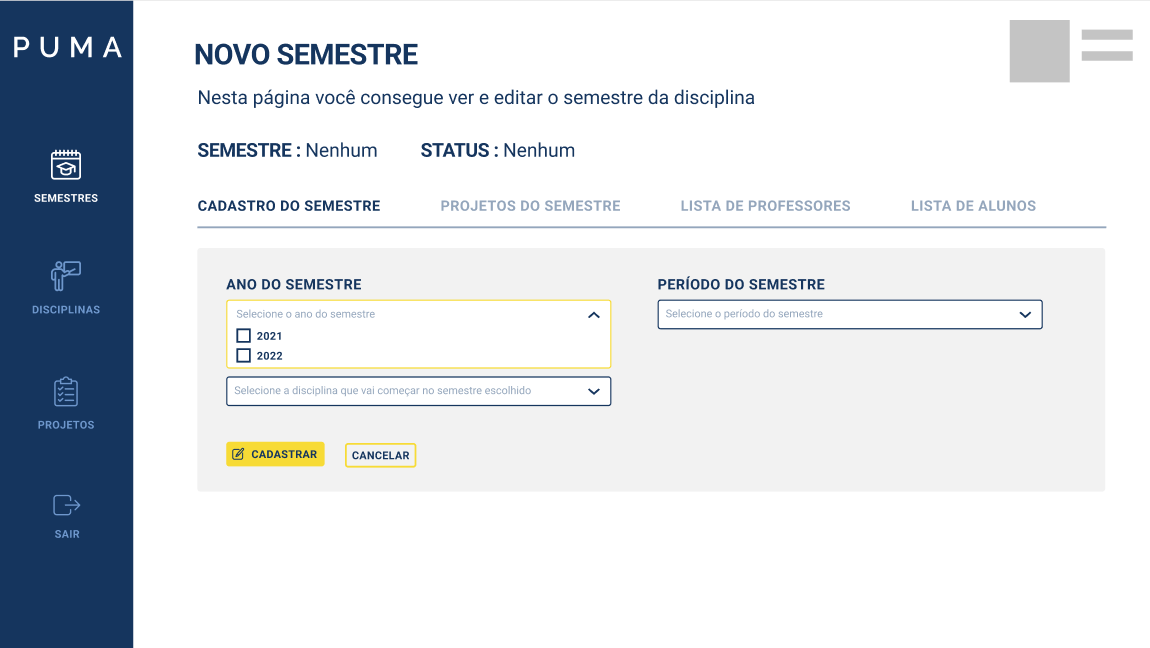 PUMA
SEMESTRES
DISCIPLINAS
PROJETOS
SAIR
NOVO SEMESTRE
Nesta página você consegue ver e editar o semestre da disciplina
SEMESTRE : Nenhum STATUS : Nenhum
CADASTRO DO SEMESTRE PROJETOS DO SEMESTRE LISTA DE PROFESSORES LISTA DE ALUNOS
ANO DO SEMESTRE
Selecione o ano do semestre
2021
2022
Selecione a disciplina que vai começar no semestre escolhido
PERÍODO DO SEMESTRE
Selecione o período do semestre
CADASTRAR CANCELAR